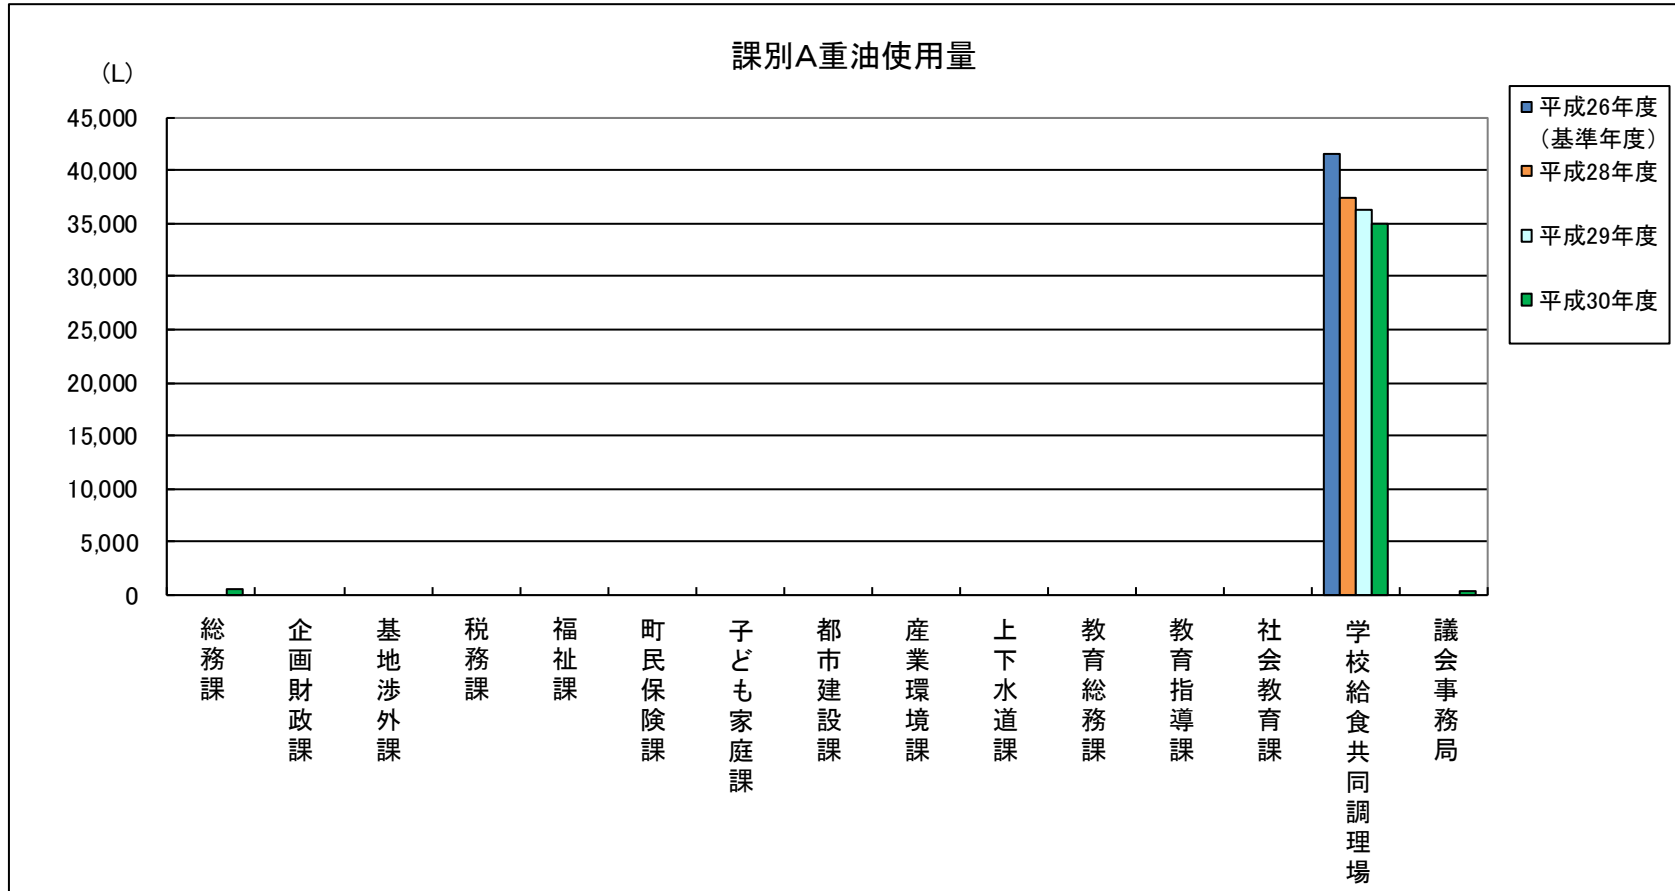 課別A重油使用量
（L）
45,000
40,000
35,000
30,000
25,000
20,000
15,000
10,000
5,000
0
総務課
企画財政課
基地渉外課
税務課
福祉課
町民保険課
子ども家庭課
都市建設課
産業環境課
上下水道課
教育総務課
教育指導課
社会教育課
学校給食共同調理場
議会事務局
平成26年度
（基準年度）
平成28年度
平成29年度
平成30年度